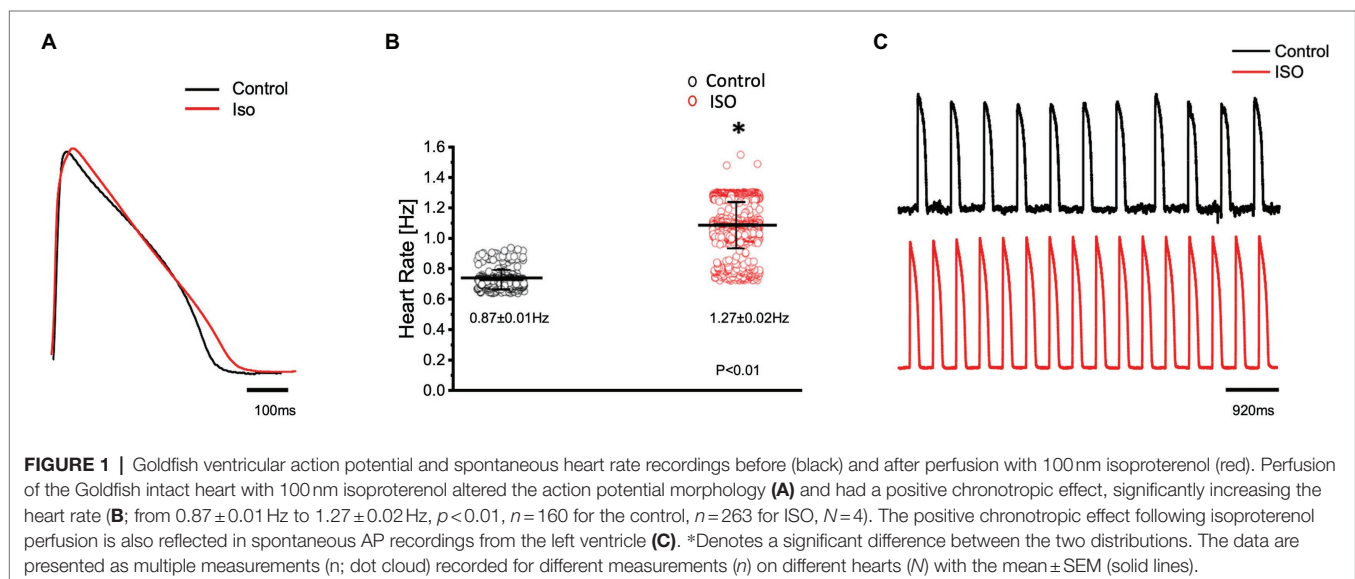 A
Control
Iso
100ms
B
Control
ISO
*
Heart Rate [Hz]
1.6
1.4
1.2
1.0
0.8
0.6
0.4
0.2
0.0
0.87±0.01Hz
1.27±0.02Hz
P<0.01
C
Control
ISO
920ms
FIGURE 1 | Goldfish ventricular action potential and spontaneous heart rate recordings before (black) and after perfusion with 100 nm isoproterenol (red). Perfusion
of the Goldfish intact heart with 100 nm isoproterenol altered the action potential morphology (A) and had a positive chronotropic effect, significantly increasing the
heart rate (B; from 0.87 ± 0.01 Hz to 1.27 ± 0.02 Hz, p < 0.01, n = 160 for the control, n = 263 for ISO, N = 4). The positive chronotropic effect following isoproterenol
perfusion is also reflected in spontaneous AP recordings from the left ventricle (C). *Denotes a significant difference between the two distributions. The data are
presented as multiple measurements (n; dot cloud) recorded for different measurements (n) on different hearts (N) with the mean ± SEM (solid lines).